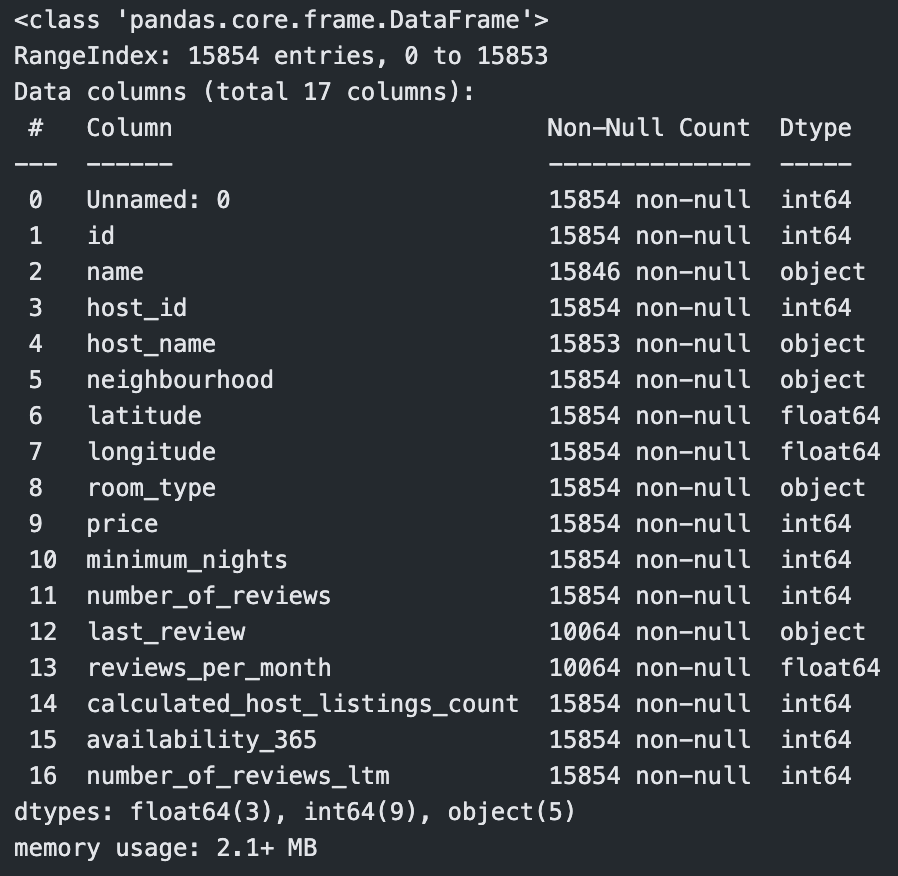 <class 'pandas.core.frame.DataFrame'>
RangeIndex: 15854 entries, 0 to 15853
Data columns (total 17 columns):
 #   Column                          Non-Null Count  Dtype
---  ------                          --------------  -----
 0   Unnamed: 0                      15854 non-null  int64
 1   id                              15854 non-null  int64
 2   name                            15846 non-null  object
 3   host_id                         15854 non-null  int64
 4   host_name                       15853 non-null  object
 5   neighbourhood                   15854 non-null  object
 6   latitude                        15854 non-null  float64
 7   longitude                       15854 non-null  float64
 8   room_type                       15854 non-null  object
 9   price                           15854 non-null  int64
 10  minimum_nights                  15854 non-null  int64
 11  number_of_reviews               15854 non-null  int64
 12  last_review                     10064 non-null  object
 13  reviews_per_month               10064 non-null  float64
 14  calculated_host_listings_count  15854 non-null  int64
 15  availability_365                15854 non-null  int64
 16  number_of_reviews_ltm           15854 non-null  int64
dtypes: float64(3), int64(9), object(5)
memory usage: 2.1+ MB